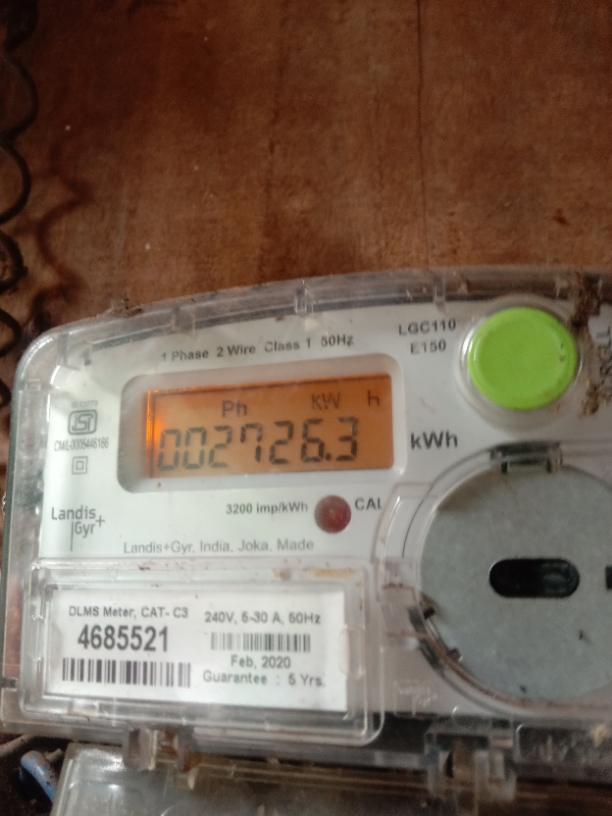 1 Phase 2 Wire Class 1 50Hz
LGC110
E150
Ph kW h
002726.3
kWh
CM/L-0005446166
3200 imp/kWh
CAL
Landis
Gyr+
Landis+Gyr, India, Joka, Made
DLMS Meter, CAT- C3
4685521
240V, 5-30 A, 50Hz
Feb, 2020
Guarantee : 5 Yrs.